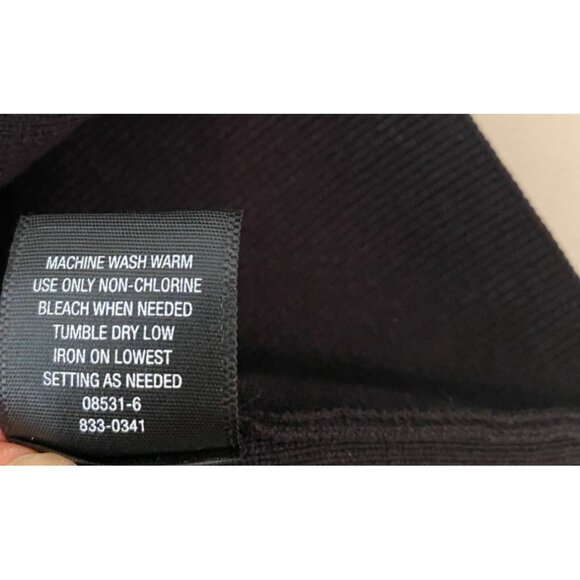 MACHINE WASH WARM
USE ONLY NON-CHLORINE
BLEACH WHEN NEEDED
TUMBLE DRY LOW
IRON ON LOWEST
SETTING AS NEEDED
08531-6
833-0341